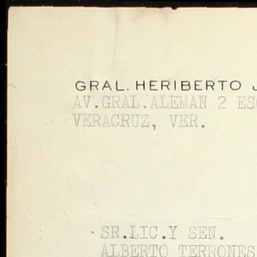 GRAL. HERIBERTO J
AV.GRAL.ALEMAN 2 ES
VERACRUZ, VER.
SR.LIC.Y SEN.
ALBERTO TERRONES